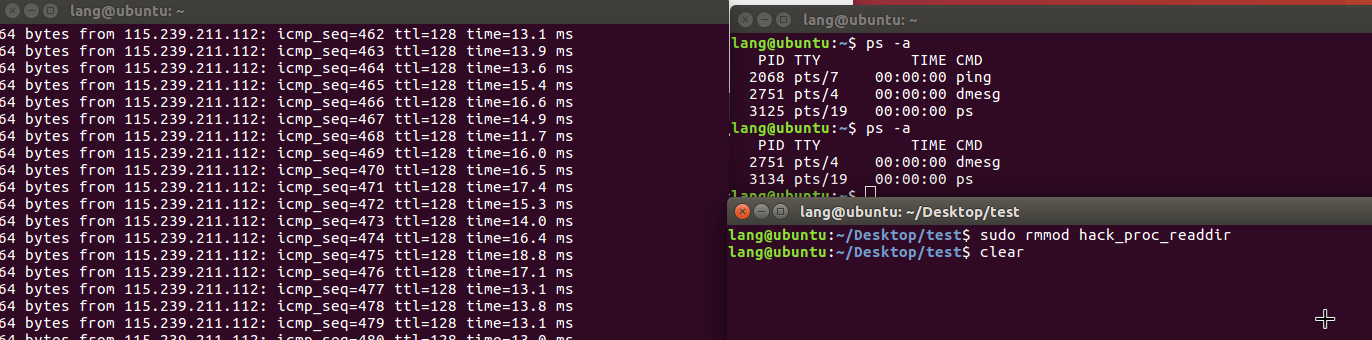 lang@ubuntu: ~
64 bytes from 115.239.211.112: icmp_seq=462 ttl=128 time=13.1 ms
64 bytes from 115.239.211.112: icmp_seq=463 ttl=128 time=13.9 ms
64 bytes from 115.239.211.112: icmp_seq=464 ttl=128 time=13.6 ms
64 bytes from 115.239.211.112: icmp_seq=465 ttl=128 time=15.4 ms
64 bytes from 115.239.211.112: icmp_seq=466 ttl=128 time=16.6 ms
64 bytes from 115.239.211.112: icmp_seq=467 ttl=128 time=14.9 ms
64 bytes from 115.239.211.112: icmp_seq=468 ttl=128 time=11.7 ms
64 bytes from 115.239.211.112: icmp_seq=469 ttl=128 time=16.0 ms
64 bytes from 115.239.211.112: icmp_seq=470 ttl=128 time=16.5 ms
64 bytes from 115.239.211.112: icmp_seq=471 ttl=128 time=17.4 ms
64 bytes from 115.239.211.112: icmp_seq=472 ttl=128 time=15.3 ms
64 bytes from 115.239.211.112: icmp_seq=473 ttl=128 time=14.0 ms
64 bytes from 115.239.211.112: icmp_seq=474 ttl=128 time=16.4 ms
64 bytes from 115.239.211.112: icmp_seq=475 ttl=128 time=18.8 ms
64 bytes from 115.239.211.112: icmp_seq=476 ttl=128 time=17.1 ms
64 bytes from 115.239.211.112: icmp_seq=477 ttl=128 time=13.1 ms
64 bytes from 115.239.211.112: icmp_seq=478 ttl=128 time=13.8 ms
64 bytes from 115.239.211.112: icmp_seq=479 ttl=128 time=13.1 ms
64 bytes from 115.239.211.112: icmp_seq=480 ttl=128 time=13.0 ms
lang@ubuntu: ~
lang@ubuntu:~$ ps -a
PID TTY TIME CMD
2068 pts/7 00:00:00 ping
2751 pts/4 00:00:00 dmesg
3125 pts/19 00:00:00 ps
lang@ubuntu:~$ ps -a
PID TTY TIME CMD
2751 pts/4 00:00:00 dmesg
3134 pts/19 00:00:00 ps
lang@ubuntu:~$
lang@ubuntu: ~/Desktop/test
lang@ubuntu:~/Desktop/test$ sudo rmmod hack_proc_readdir
lang@ubuntu:~/Desktop/test$ clear